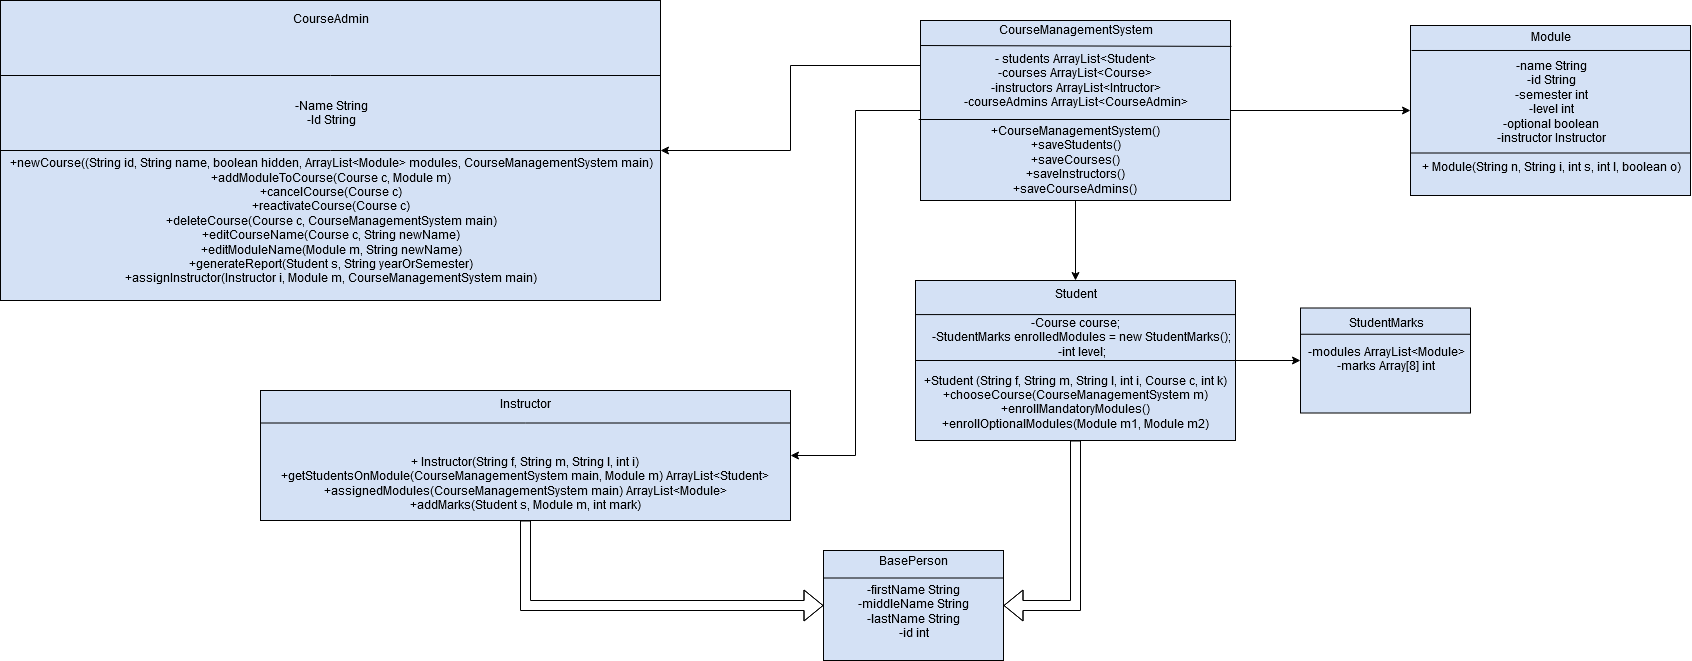 CourseAdmin
-Name String
-Id String
+newCourse((String id, String name, boolean hidden, ArrayList<Module> modules, CourseManagementSystem main)
+addModuleToCourse(Course c, Module m)
+cancelCourse(Course c)
+reactivateCourse(Course c)
+deleteCourse(Course c, CourseManagementSystem main)
+editCourseName(Course c, String newName)
+editModuleName(Module m, String newName)
+generateReport(Student s, String yearOrSemester)
+assignInstructor(Instructor i, Module m, CourseManagementSystem main)
CourseManagementSystem
- students ArrayList<Student>
-courses ArrayList<Course>
-instructors ArrayList<Intructor>
-courseAdmins ArrayList<CourseAdmin>
+CourseManagementSystem()
+saveStudents()
+saveCourses()
+saveInstructors()
+saveCourseAdmins()
Module
-name String
-id String
-semester int
-level int
-optional boolean
-instructor Instructor
+ Module(String n, String i, int s, int l, boolean o)
Student
-Course course;
-StudentMarks enrolledModules = new StudentMarks();
-int level;
+Student (String f, String m, String l, int i, Course c, int k)
+chooseCourse(CourseManagementSystem m)
+enrollMandatoryModules()
+enrollOptionalModules(Module m1, Module m2)
StudentMarks
-modules ArrayList<Module>
-marks Array[8] int
Instructor
+ Instructor(String f, String m, String l, int i)
+getStudentsOnModule(CourseManagementSystem main, Module m) ArrayList<Student>
+assignedModules(CourseManagementSystem main) ArrayList<Module>
+addMarks(Student s, Module m, int mark)
BasePerson
-firstName String
-middleName String
-lastName String
-id int